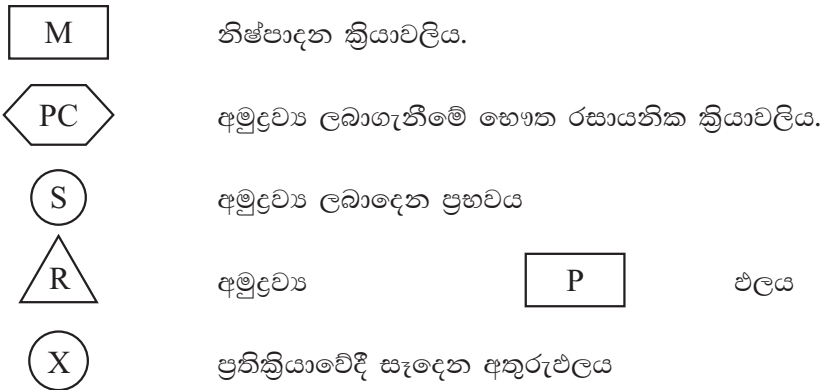 M නිෂ්පාදන ක්‍රියාවලිය.
PC අමුද්‍රව්‍ය ලබාගැනීමේ භෞත රසායනික ක්‍රියාවලිය.
S අමුද්‍රව්‍ය ලබාදෙන ප්‍රභවය
R අමුද්‍රව්‍ය P ඵලය
X ප්‍රතික්‍රියාවේදී සෑදෙන අතුරුඵලය